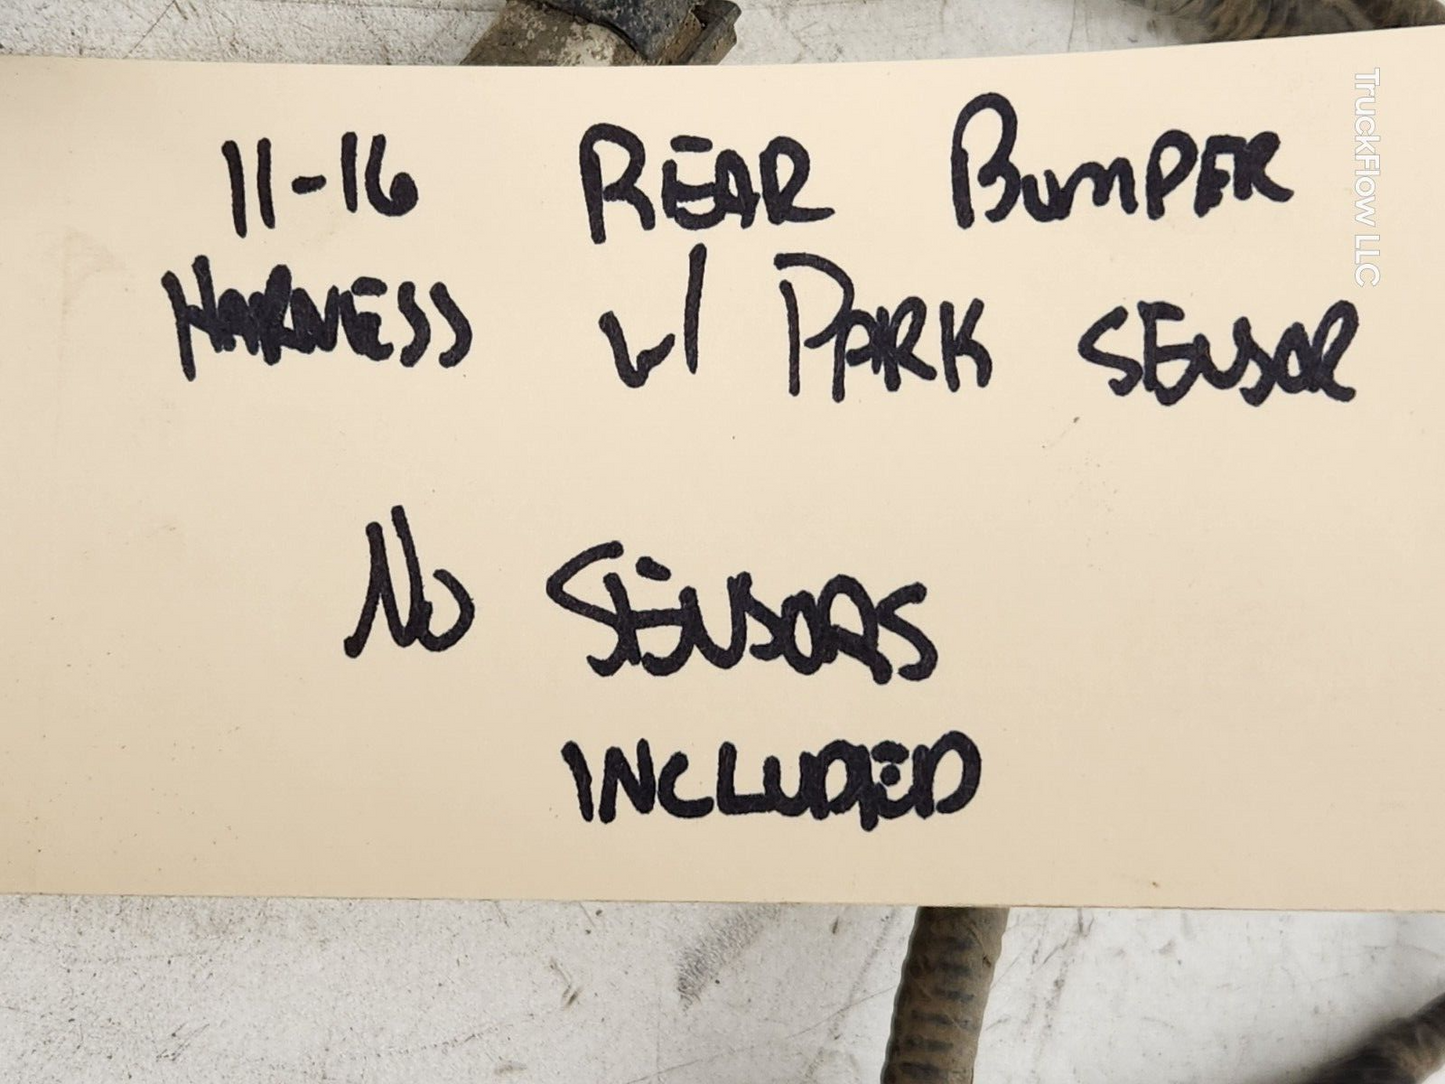 11-16 REAR BUMPER
HARNESS w/ PARK SENSOR
NO SENSORS
INCLUDED
TruckFlow LLC